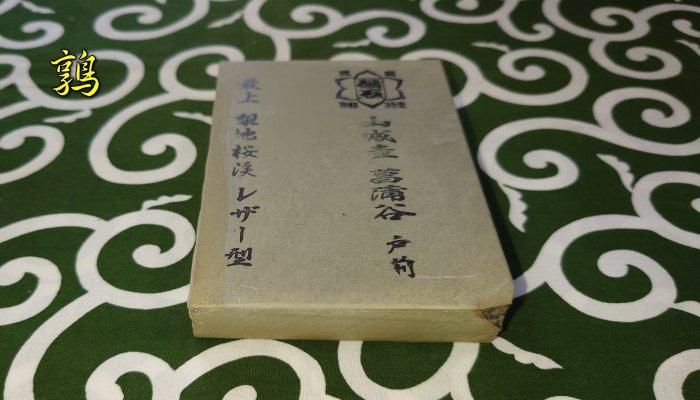 鶉
山城産 菖蒲谷 戸前
最上 梨地桜渓 レザー型